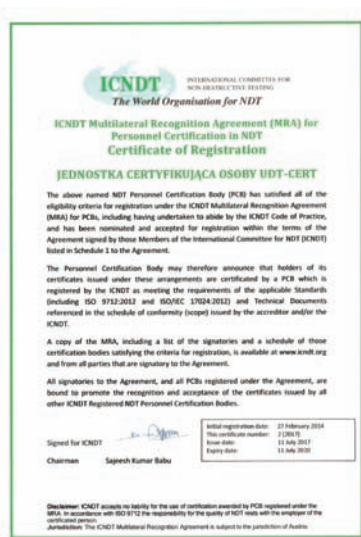 ICNDT
INTERNATIONAL COMMITTEE FOR
NON-DESTRUCTIVE TESTING
The World Organisation for NDT
ICNDT Multilateral Recognition Agreement (MRA) for
Personnel Certification in NDT
Certificate of Registration
JEDNOSTKA CERTYFIKUJĄCA OSOBY UDT-CERT
The above named NDT Personnel Certification Body (PCB) has satisfied all of the
eligibility criteria for registration under the ICNDT Multilateral Recognition Agreement
(MRA) for PCBs, including having undertaken to abide by the ICNDT Code of Practice,
and has been nominated and accepted for registration within the terms of the
Agreement signed by those Members of the International Committee for NDT (ICNDT)
listed in Schedule 1 to the Agreement.
The Personnel Certification Body may therefore announce that holders of its
certificates issued under these arrangements are certificated by a PCB which is
registered by the ICNDT as meeting the requirements of the applicable Standards
(including ISO 9712:2012 and ISO/IEC 17024:2012) and Technical Documents
referenced in the schedule of conformity (scope) issued by the accreditor and/or the
ICNDT.
A copy of the MRA, including a list of the signatories and a schedule of those
certification bodies satisfying the criteria for registration, is available at www.icndt.org
and from all parties that are signatory to the Agreement.
All signatories to the Agreement, and all PCBs registered under the Agreement, are
bound to promote the recognition and acceptance of the certificates issued by all
other ICNDT Registered NDT Personnel Certification Bodies.
Signed for ICNDT
Chairman Sajeesh Kumar Babu
Initial registration date: 27 February 2014
This certificate number: 2 (2017)
Issue date: 11 July 2017
Expiry date: 11 July 2020
Disclaimer: ICNDT accepts no liability for the use of certification awarded by PCB registered under the
MRA. In accordance with ISO 9712 the responsibility for the quality of NDT rests with the employer of the
certificated person.
Jurisdiction: The ICNDT Multilateral Recognition Agreement is subject to the jurisdiction of Austria